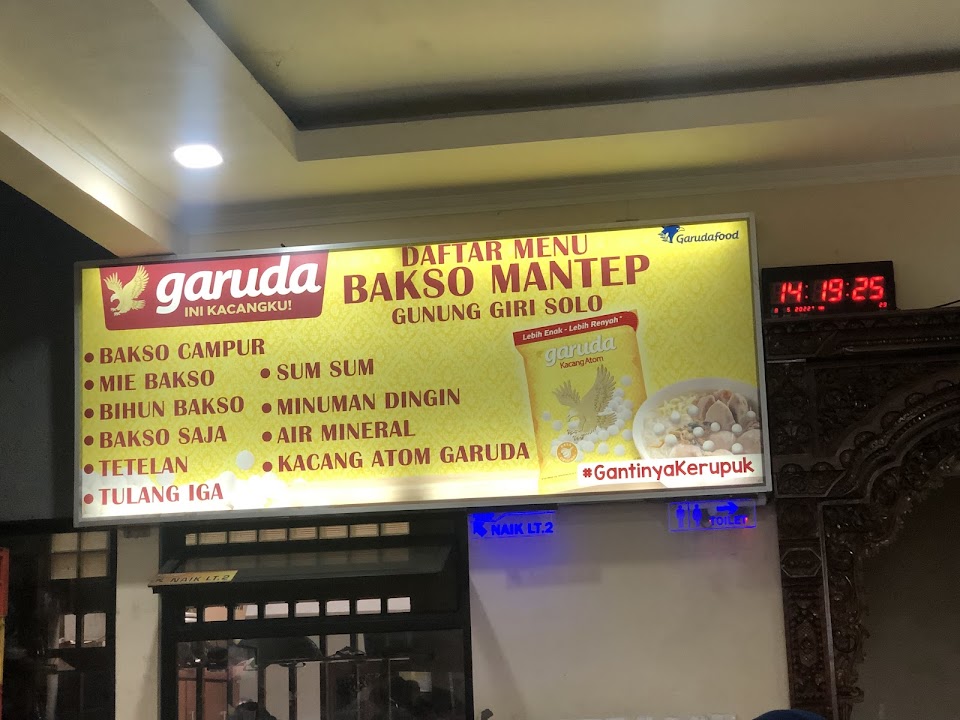 garuda
INI KACANGKU!
DAFTAR MENU
BAKSO MANTEP
GUNUNG GIRI SOLO
Garudafood
• BAKSO CAMPUR
• MIE BAKSO
• BIHUN BAKSO
• BAKSO SAJA
• TETELAN
• TULANG IGA
• SUM SUM
• MINUMAN DINGIN
• AIR MINERAL
• KACANG ATOM GARUDA
Lebih Enak - Lebih Renyah
garuda
Kacang Atom
#GantinyaKerupuk
14:19:25
NAIK LT.2
TOILET
NAIK LT.2